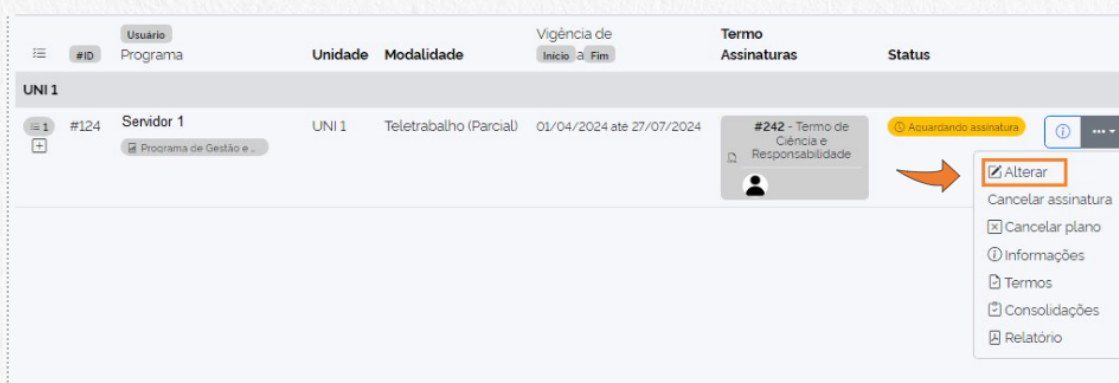 Usuário
#ID Programa
Unidade
Modalidade
Vigência de
Início a Fim
Termo
Assinaturas
Status
UNI 1
1
#124
Servidor 1
Programa de Gestão e ...
UNI 1
Teletrabalho (Parcial)
01/04/2024 até 27/07/2024
#242 - Termo de
Ciência e
Responsabilidade
Aguardando assinatura
Alterar
Cancelar assinatura
Cancelar plano
Informações
Termos
Consolidações
Relatório